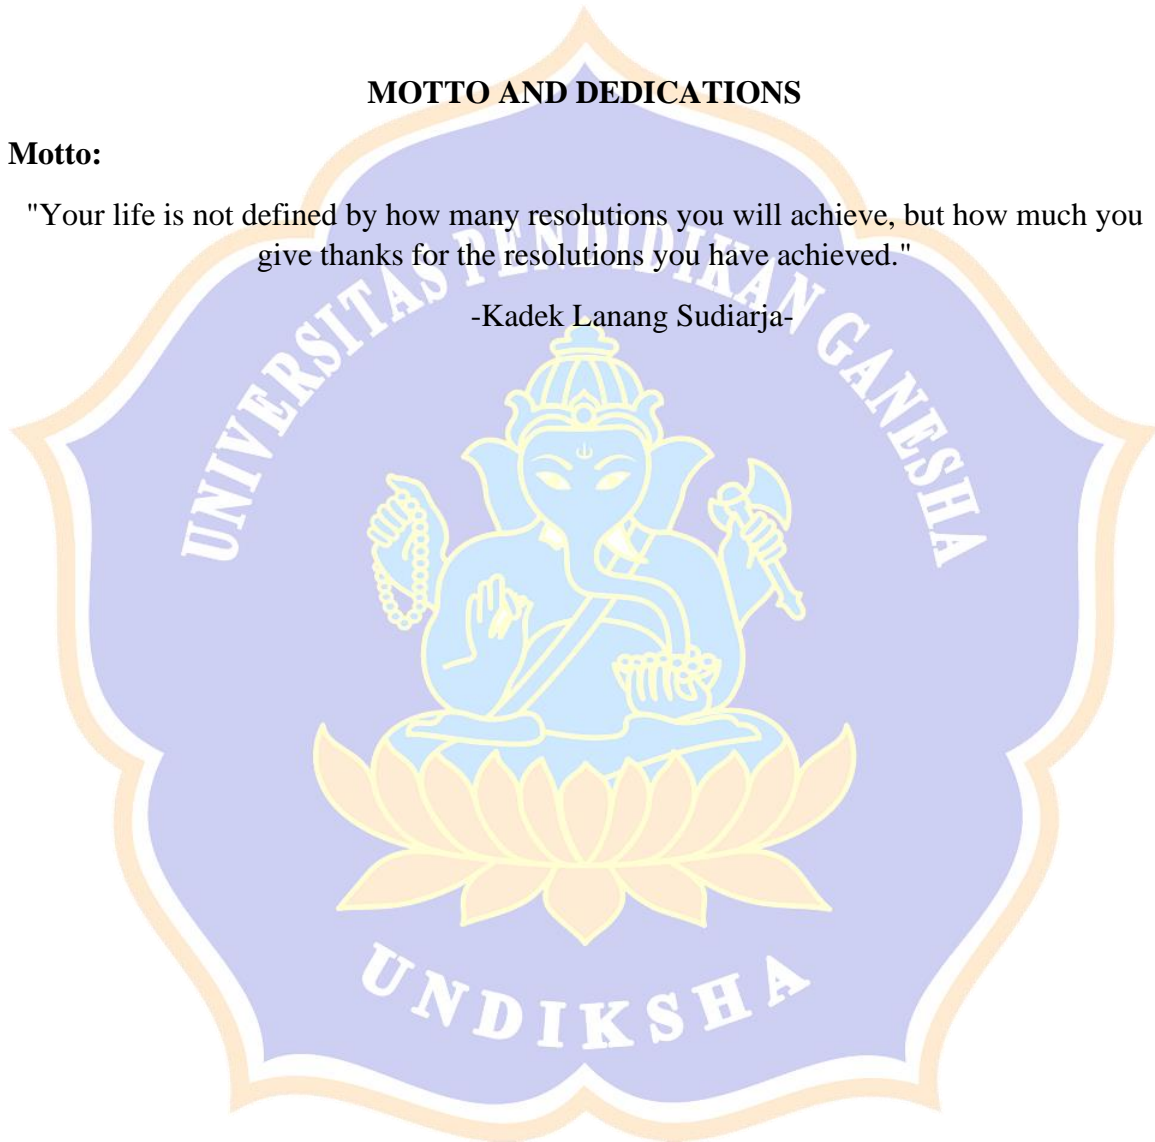 MOTTO AND DEDICATIONS
Motto:
"Your life is not defined by how many resolutions you will achieve, but how much you
give thanks for the resolutions you have achieved."
-Kadek Lanang Sudiarja-
UNIVERSITAS PENDIDIKAN GANESHA
UNDIKSHA